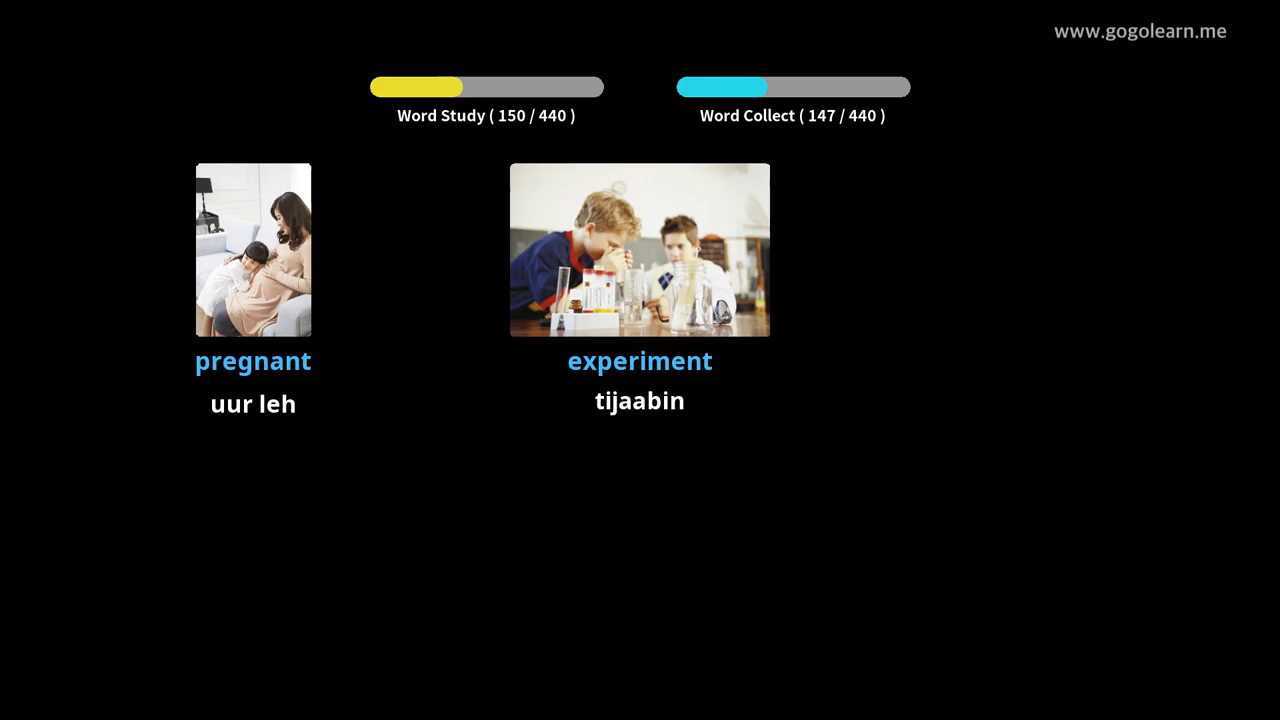 www.gogolearn.me
Word Study ( 150 / 440 )
Word Collect ( 147 / 440 )
pregnant
experiment
uur leh
tijaabin